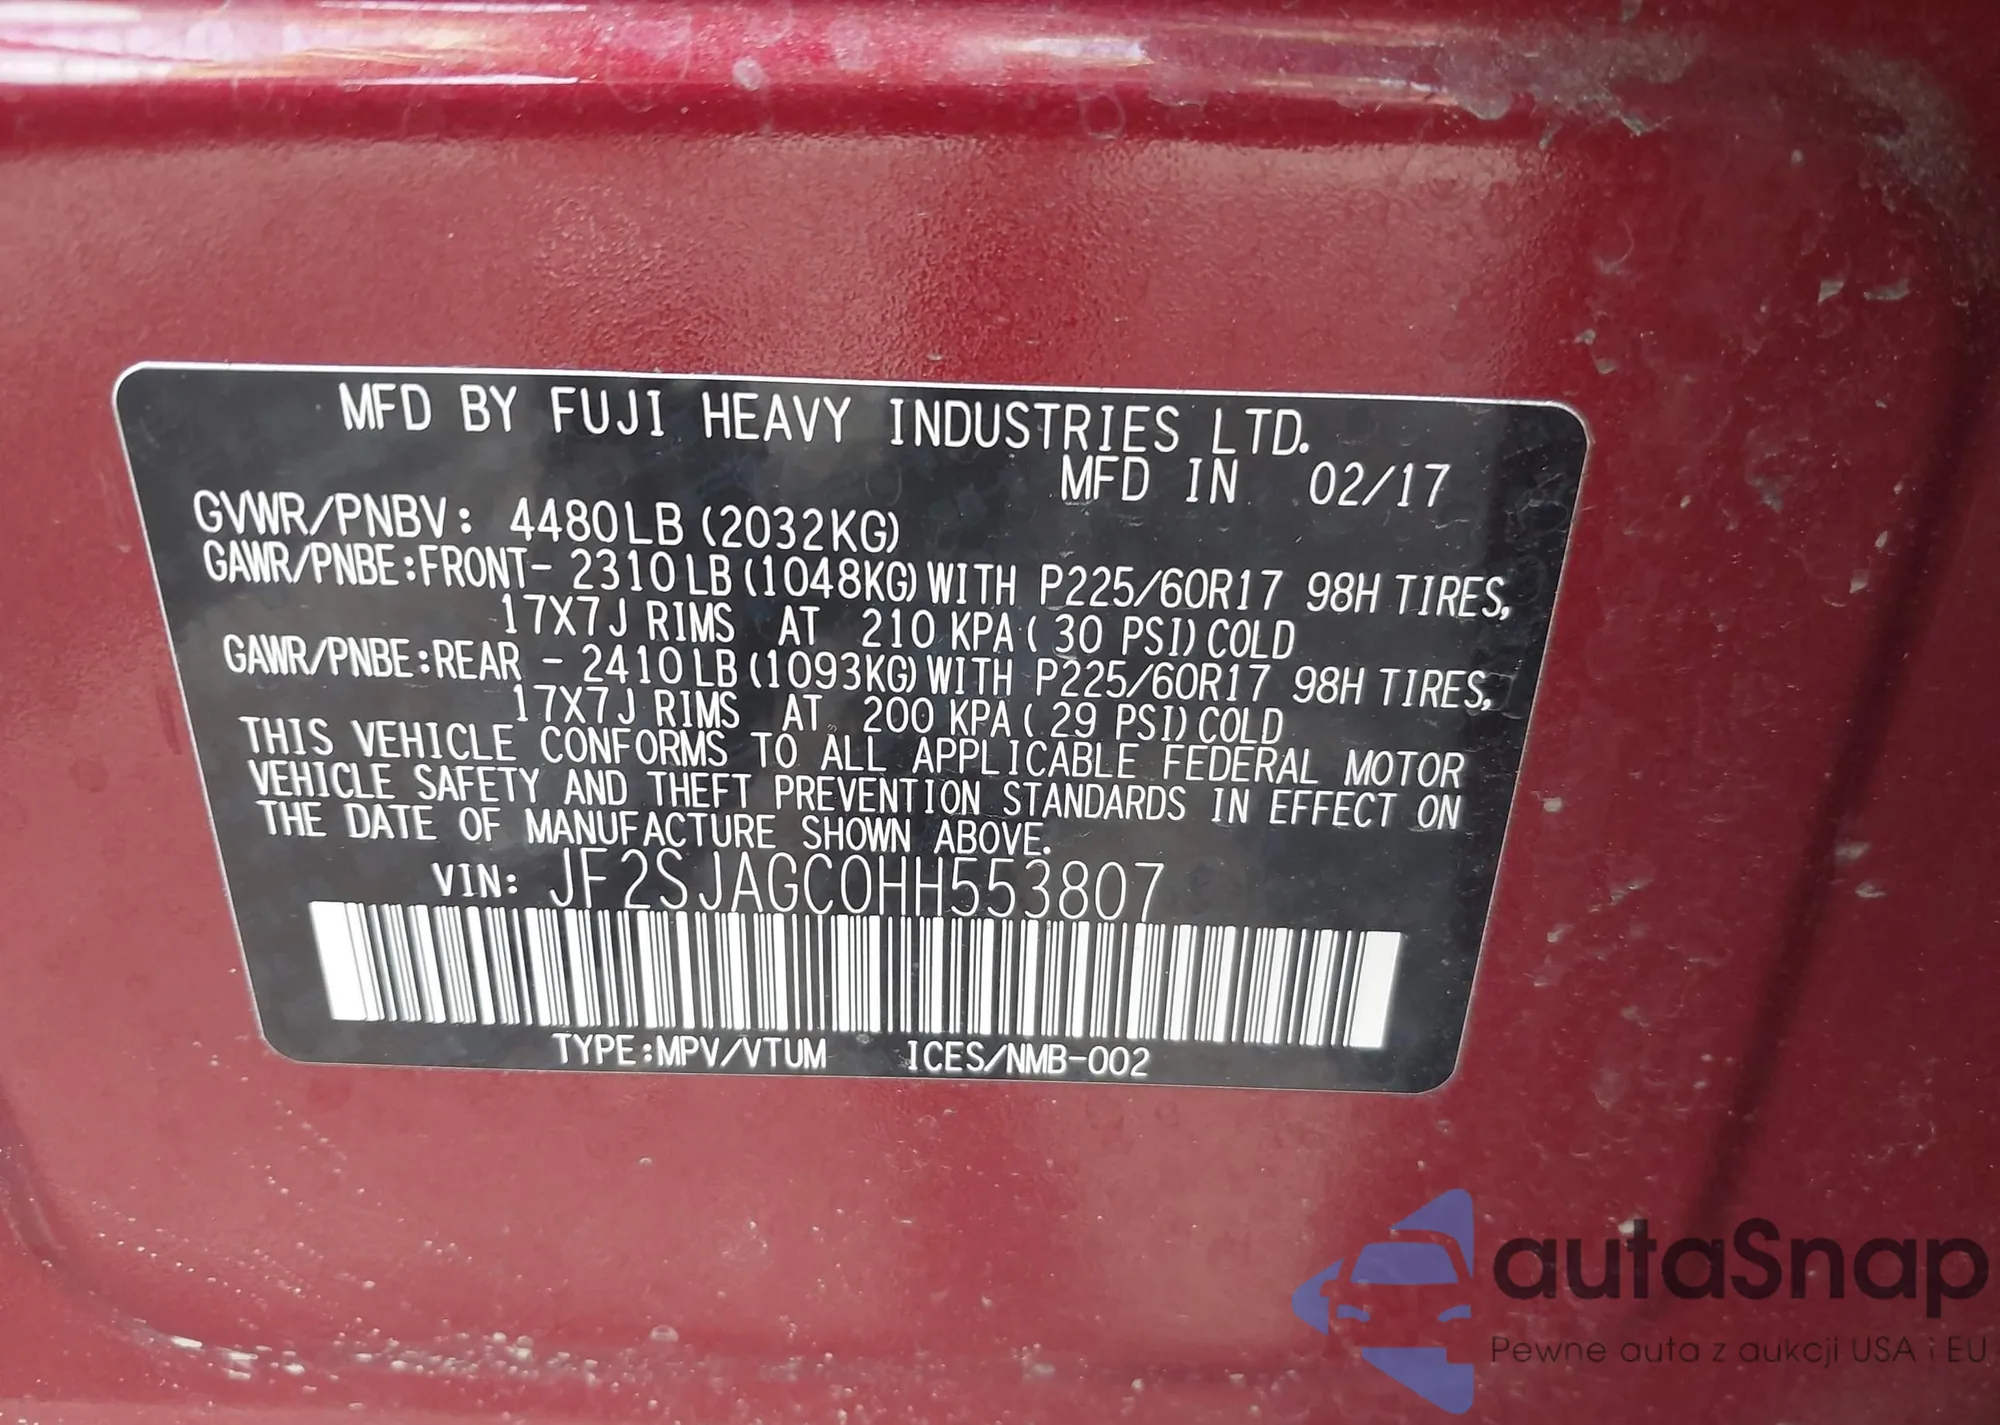 MFD BY FUJI HEAVY INDUSTRIES LTD.
MFD IN 02/17
GVWR/PNBV: 4480LB (2032KG)
GAWR/PNBE:FRONT- 2310LB(1048KG)WITH P225/60R17 98H TIRES,
17X7J RIMS AT 210 KPA( 30 PSI)COLD
GAWR/PNBE:REAR - 2410LB(1093KG)WITH P225/60R17 98H TIRES,
17X7J RIMS AT 200 KPA( 29 PSI)COLD
THIS VEHICLE CONFORMS TO ALL APPLICABLE FEDERAL MOTOR
VEHICLE SAFETY AND THEFT PREVENTION STANDARDS IN EFFECT ON
THE DATE OF MANUFACTURE SHOWN ABOVE.
VIN: JF2SJAGC0HH553807
TYPE:MPV/VTUM ICES/NMB-002
autaSnap
Pewne auta z aukcji USA i EU